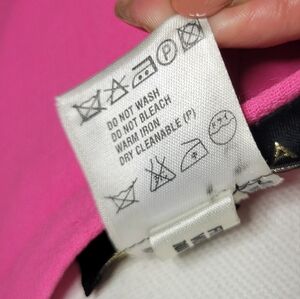 DO NOT WASH
DO NOT BLEACH
WARM IRON
DRY CLEANABLE (P)